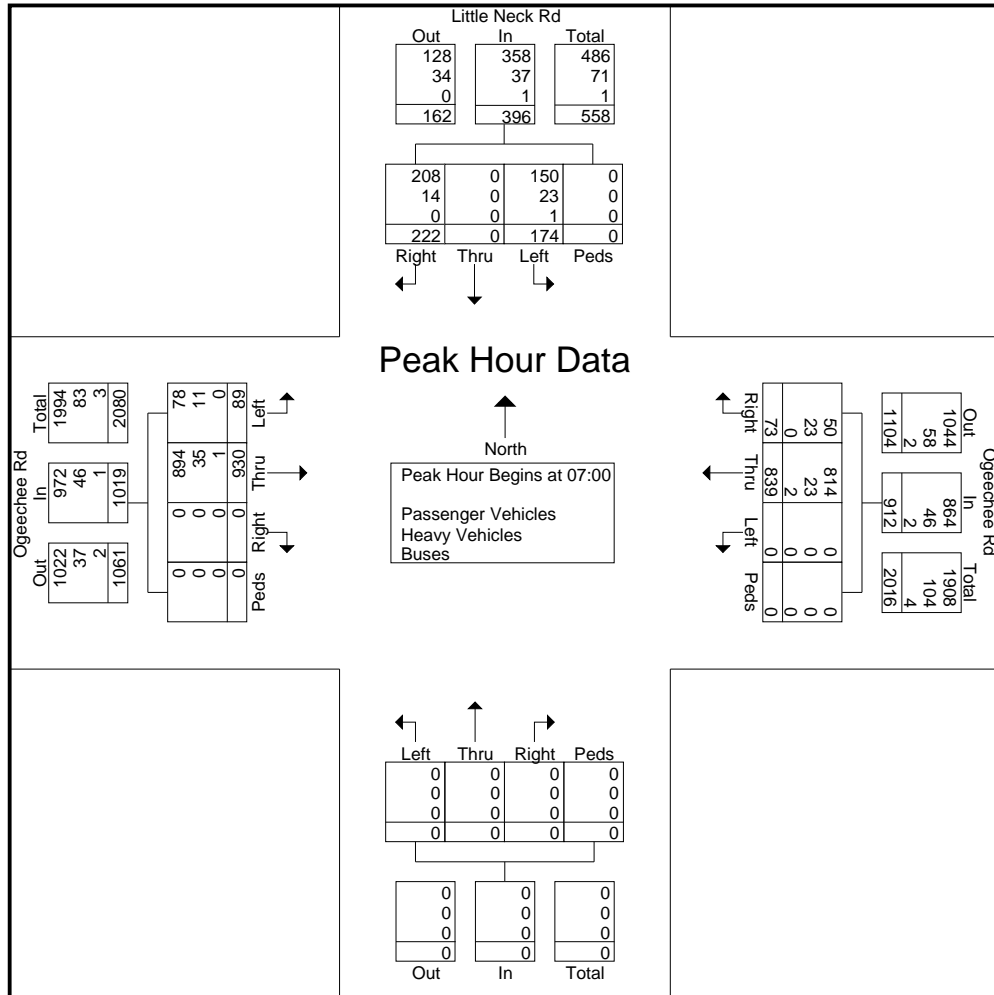 Little Neck Rd
Out In Total
128 358 486
34 37 71
0 1 1
162 396 558
208 0 150 0
14 0 23 0
0 0 1 0
222 0 174 0
Right Thru Left Peds
Peak Hour Data
North
Peak Hour Begins at 07:00
Passenger Vehicles
Heavy Vehicles
Buses
Ogeechee Rd
Out In Total
1022 972 1994
37 46 83
2 1 3
1061 1019 2080
Peds Right Thru Left
0 0 894 78
0 0 35 11
0 0 1 0
0 0 930 89
Ogeechee Rd
Out In Total
1044 864 1908
58 46 104
2 2 4
1104 912 2016
50 814 0 0
23 23 0 0
0 2 0 0
73 839 0 0
Right Thru Left Peds
Left Thru Right Peds
0 0 0 0
0 0 0 0
0 0 0 0
0 0 0 0
0 0 0
0 0 0
0 0 0
0 0 0
Out In Total